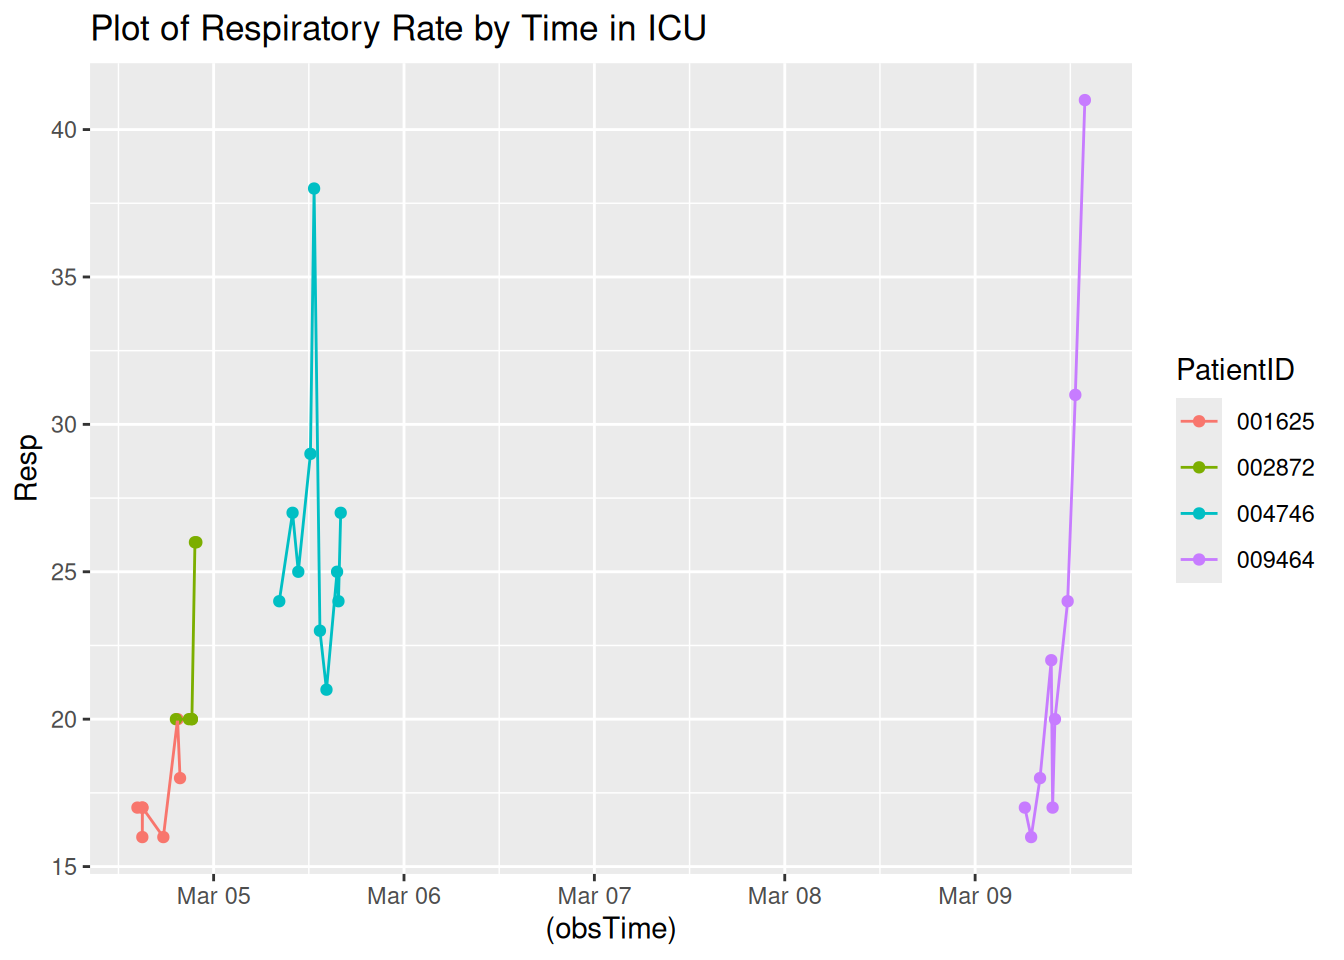 Plot of Respiratory Rate by Time in ICU
40
35
30
25
20
15
Resp
Mar 05 Mar 06 Mar 07 Mar 08 Mar 09
(obsTime)
PatientID
001625
002872
004746
009464